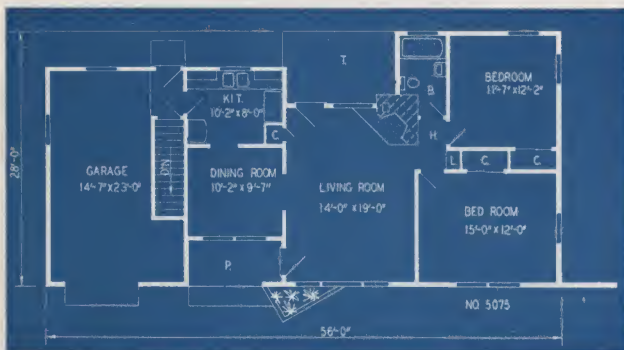 T.
KIT.
10'-2" x 8'-0"
C.
B.
BEDROOM
11'-7" x 12'-2"
H.
L
C.
C.
28'-0"
GARAGE
14'-7" x 23'-0"
DN.
DINING ROOM
10'-2" x 9'-7"
LIVING ROOM
14'-0" x 19'-0"
BED ROOM
15'-0" x 12'-0"
P.
NO. 5075
56'-0"